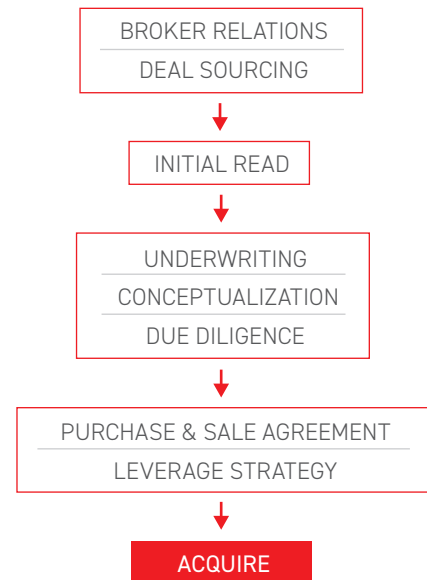 BROKER RELATIONS
DEAL SOURCING
INITIAL READ
UNDERWRITING
CONCEPTUALIZATION
DUE DILIGENCE
PURCHASE & SALE AGREEMENT
LEVERAGE STRATEGY
ACQUIRE